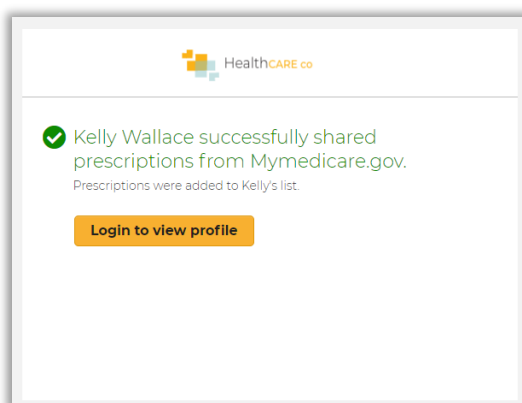 HealthCARE co
Kelly Wallace successfully shared
prescriptions from Mymedicare.gov.
Prescriptions were added to Kelly's list.
Login to view profile